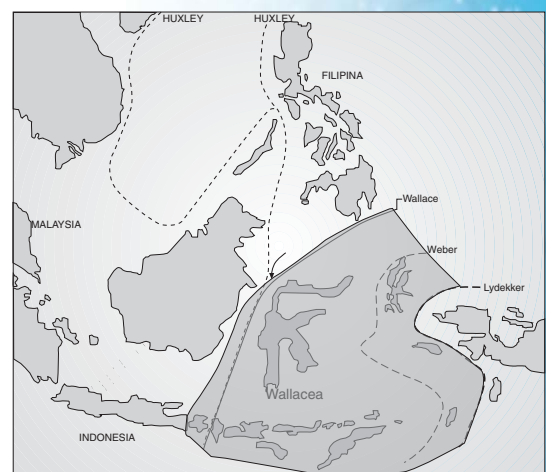 HUXLEY HUXLEY
FILIPINA
Wallace
MALAYSIA
Weber
Lydekker
Wallacea
INDONESIA